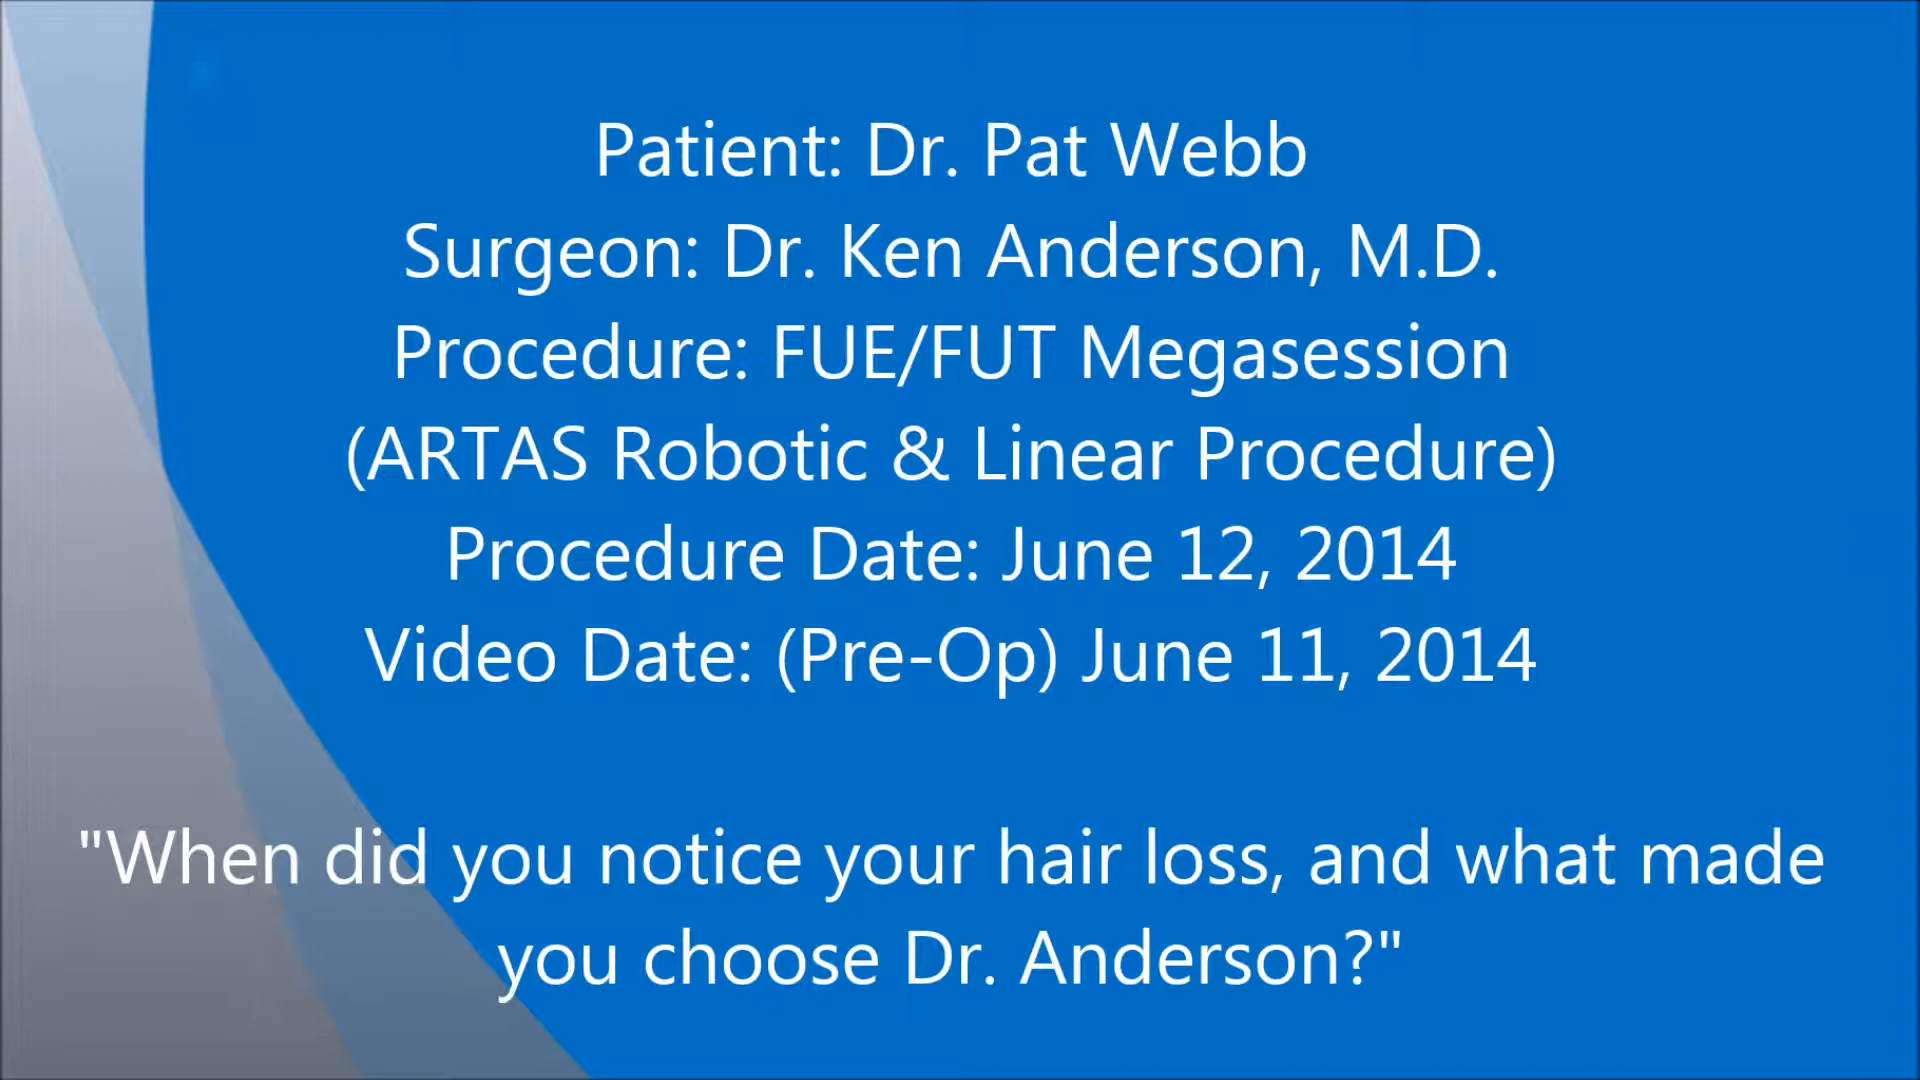 Patient: Dr. Pat Webb
Surgeon: Dr. Ken Anderson, M.D.
Procedure: FUE/FUT Megasession
(ARTAS Robotic & Linear Procedure)
Procedure Date: June 12, 2014
Video Date: (Pre-Op) June 11, 2014
"When did you notice your hair loss, and what made
you choose Dr. Anderson?"